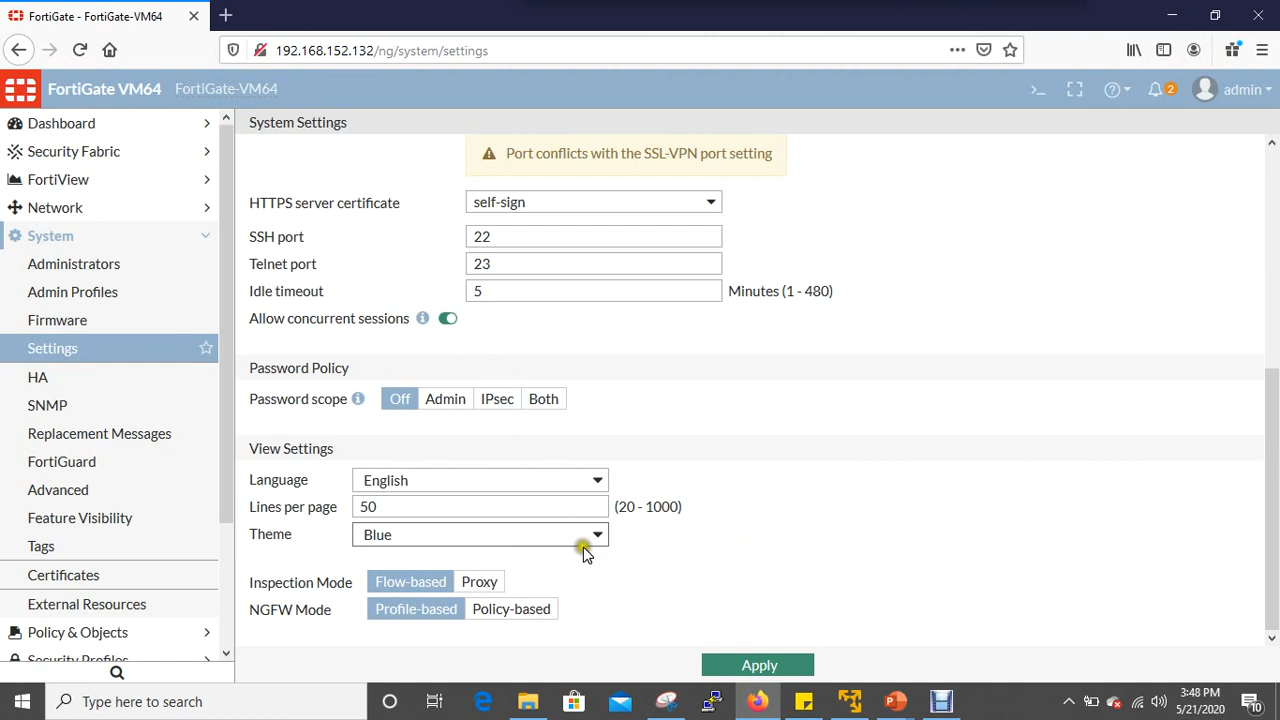 FortiGate - FortiGate-VM64
192.168.152.132/ng/system/settings
FortiGate VM64 FortiGate-VM64
2 admin
Dashboard
Security Fabric
FortiView
Network
System
Administrators
Admin Profiles
Firmware
Settings
HA
SNMP
Replacement Messages
FortiGuard
Advanced
Feature Visibility
Tags
Certificates
External Resources
Policy & Objects
Security Profiles
System Settings
Port conflicts with the SSL-VPN port setting
HTTPS server certificate self-sign
SSH port 22
Telnet port 23
Idle timeout 5 Minutes (1 - 480)
Allow concurrent sessions
Password Policy
Password scope Off Admin IPsec Both
View Settings
Language English
Lines per page 50 (20 - 1000)
Theme Blue
Inspection Mode Flow-based Proxy
NGFW Mode Profile-based Policy-based
Apply
Type here to search
3:48 PM
5/21/2020
10